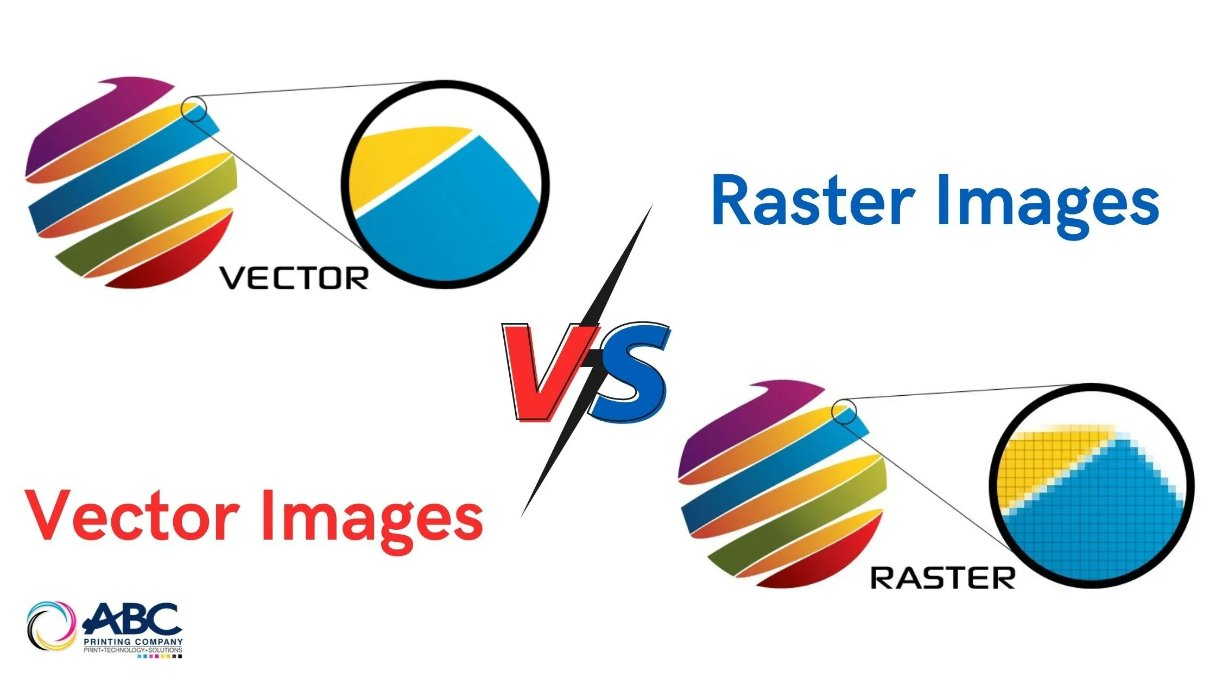 VECTOR
Raster Images
VS
Vector Images
RASTER
ABC
PRINTING COMPANY
PRINT•TECHNOLOGY•SOLUTIONS